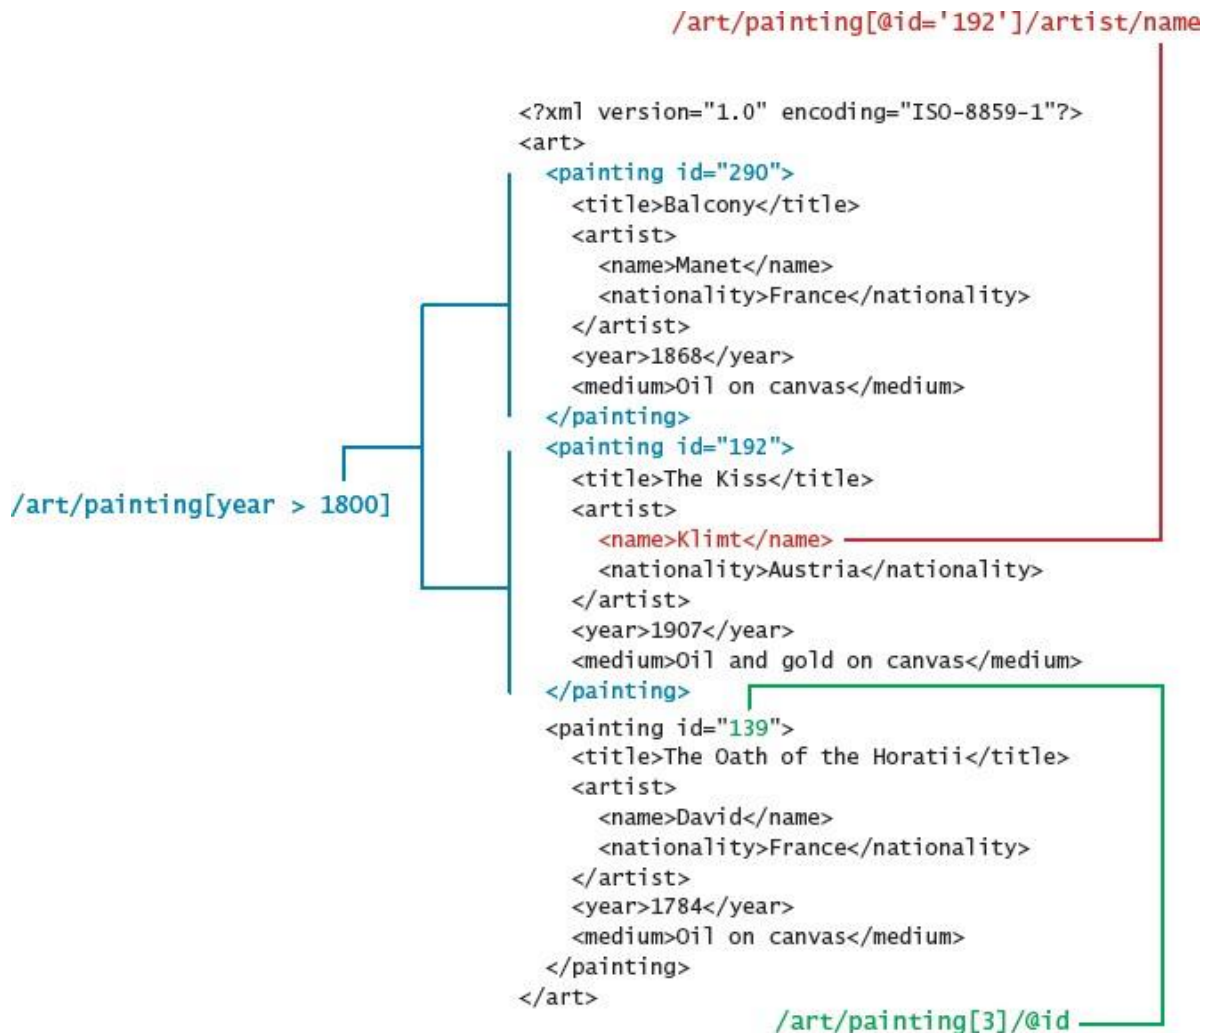 /art/painting[@id='192']/artist/name
<?xml version="1.0" encoding="ISO-8859-1"?>
<art>
<painting id="290">
<title>Balcony</title>
<artist>
<name>Manet</name>
<nationality>France</nationality>
</artist>
<year>1868</year>
<medium>Oil on canvas</medium>
</painting>
<painting id="192">
<title>The Kiss</title>
/art/painting[year > 1800]
<artist>
<name>Klimt</name>
<nationality>Austria</nationality>
</artist>
<year>1907</year>
<medium>Oil and gold on canvas</medium>
</painting>
<painting id="139">
<title>The Oath of the Horatii</title>
<artist>
<name>David</name>
<nationality>France</nationality>
</artist>
<year>1784</year>
<medium>Oil on canvas</medium>
</painting>
</art>
/art/painting[3]/@id